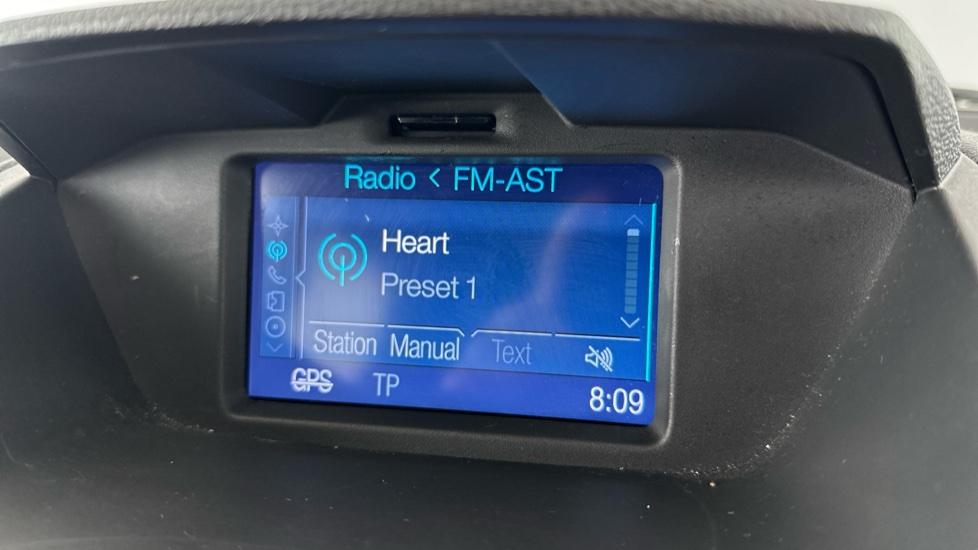 Radio < FM-AST
Heart
Preset 1
Station Manual Text
GPS TP 8:09